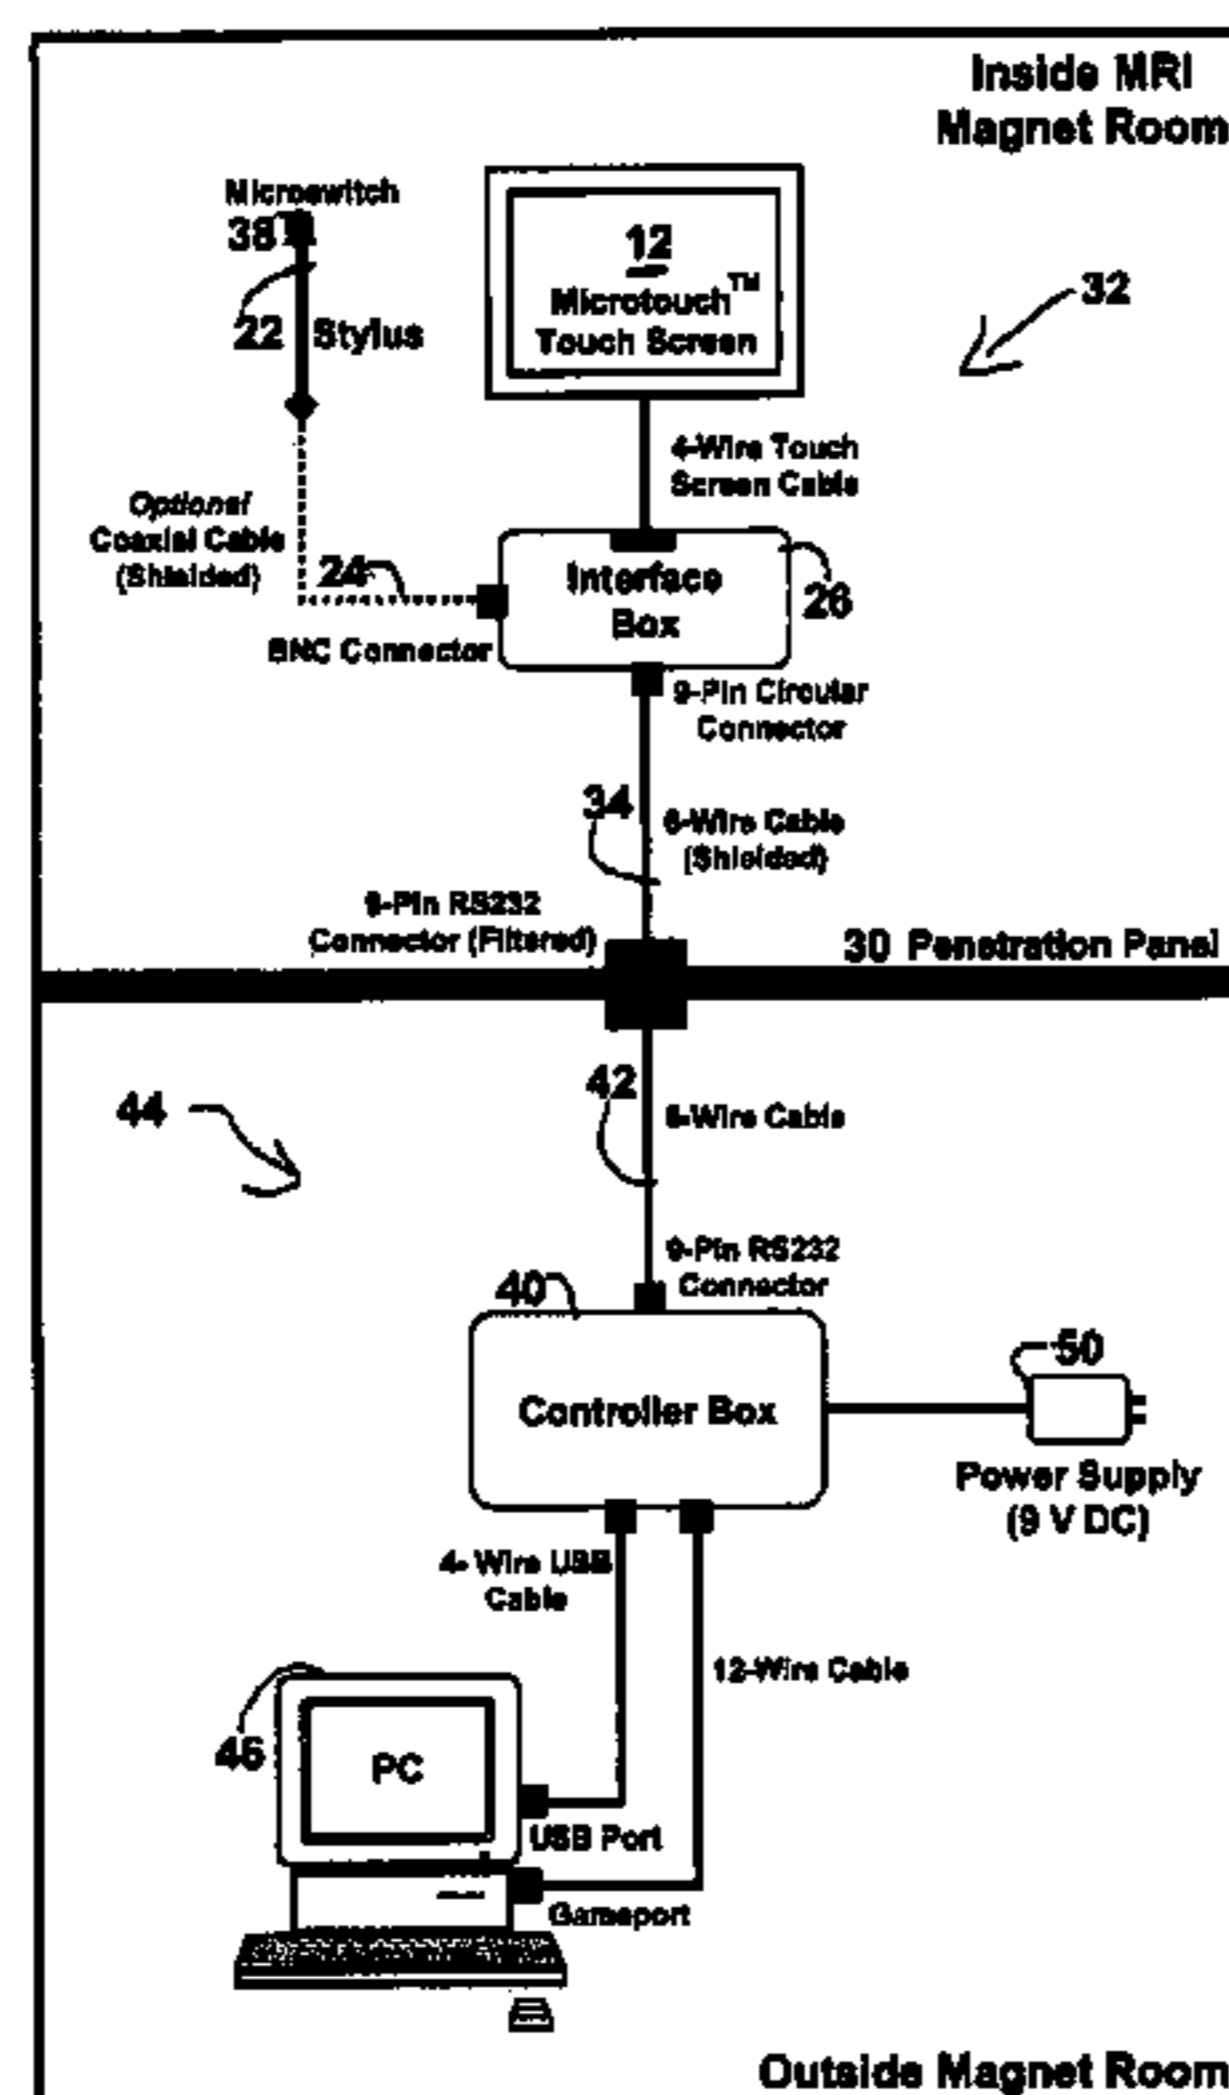 Inside MRI
Magnet Room
Microswitch
38
22 Stylus
12
Microtouch™
Touch Screen
32
4-Wire Touch
Screen Cable
Optional
Coaxial Cable
(Shielded)
24
BNC Connector
Interface
Box
26
9-Pin Circular
Connector
34
6-Wire Cable
(Shielded)
9-Pin RS232
Connector (Filtered)
30 Penetration Panel
44
42
6-Wire Cable
9-Pin RS232
Connector
40
Controller Box
50
Power Supply
(9 V DC)
4- Wire USB
Cable
12-Wire Cable
46
PC
USB Port
Gameport
Outside Magnet Room